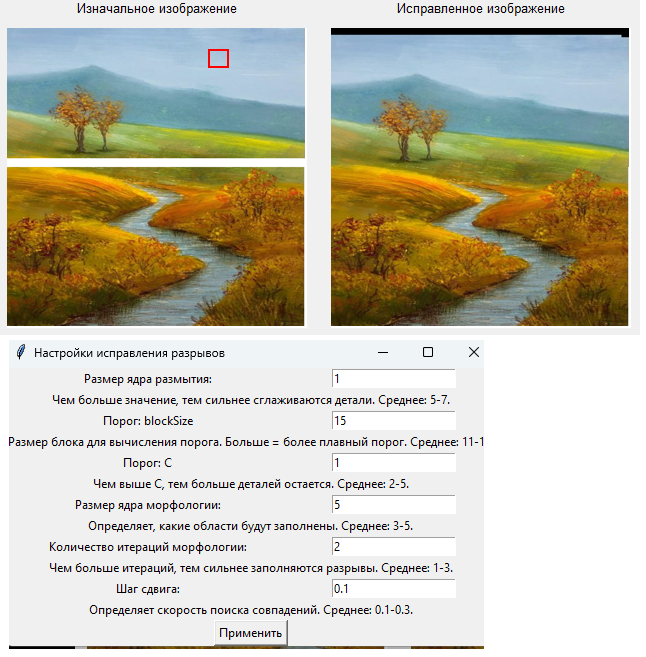 Изначальное изображение Исправленное изображение
Настройки исправления разрывов
Размер ядра размытия: 1
Чем больше значение, тем сильнее сглаживаются детали. Среднее: 5-7.
Порог: blockSize 15
Размер блока для вычисления порога. Больше = более плавный порог. Среднее: 11-1
Порог: C 1
Чем выше C, тем больше деталей остается. Среднее: 2-5.
Размер ядра морфологии: 5
Определяет, какие области будут заполнены. Среднее: 3-5.
Количество итераций морфологии: 2
Чем больше итераций, тем сильнее заполняются разрывы. Среднее: 1-3.
Шаг сдвига: 0.1
Определяет скорость поиска совпадений. Среднее: 0.1-0.3.
Применить